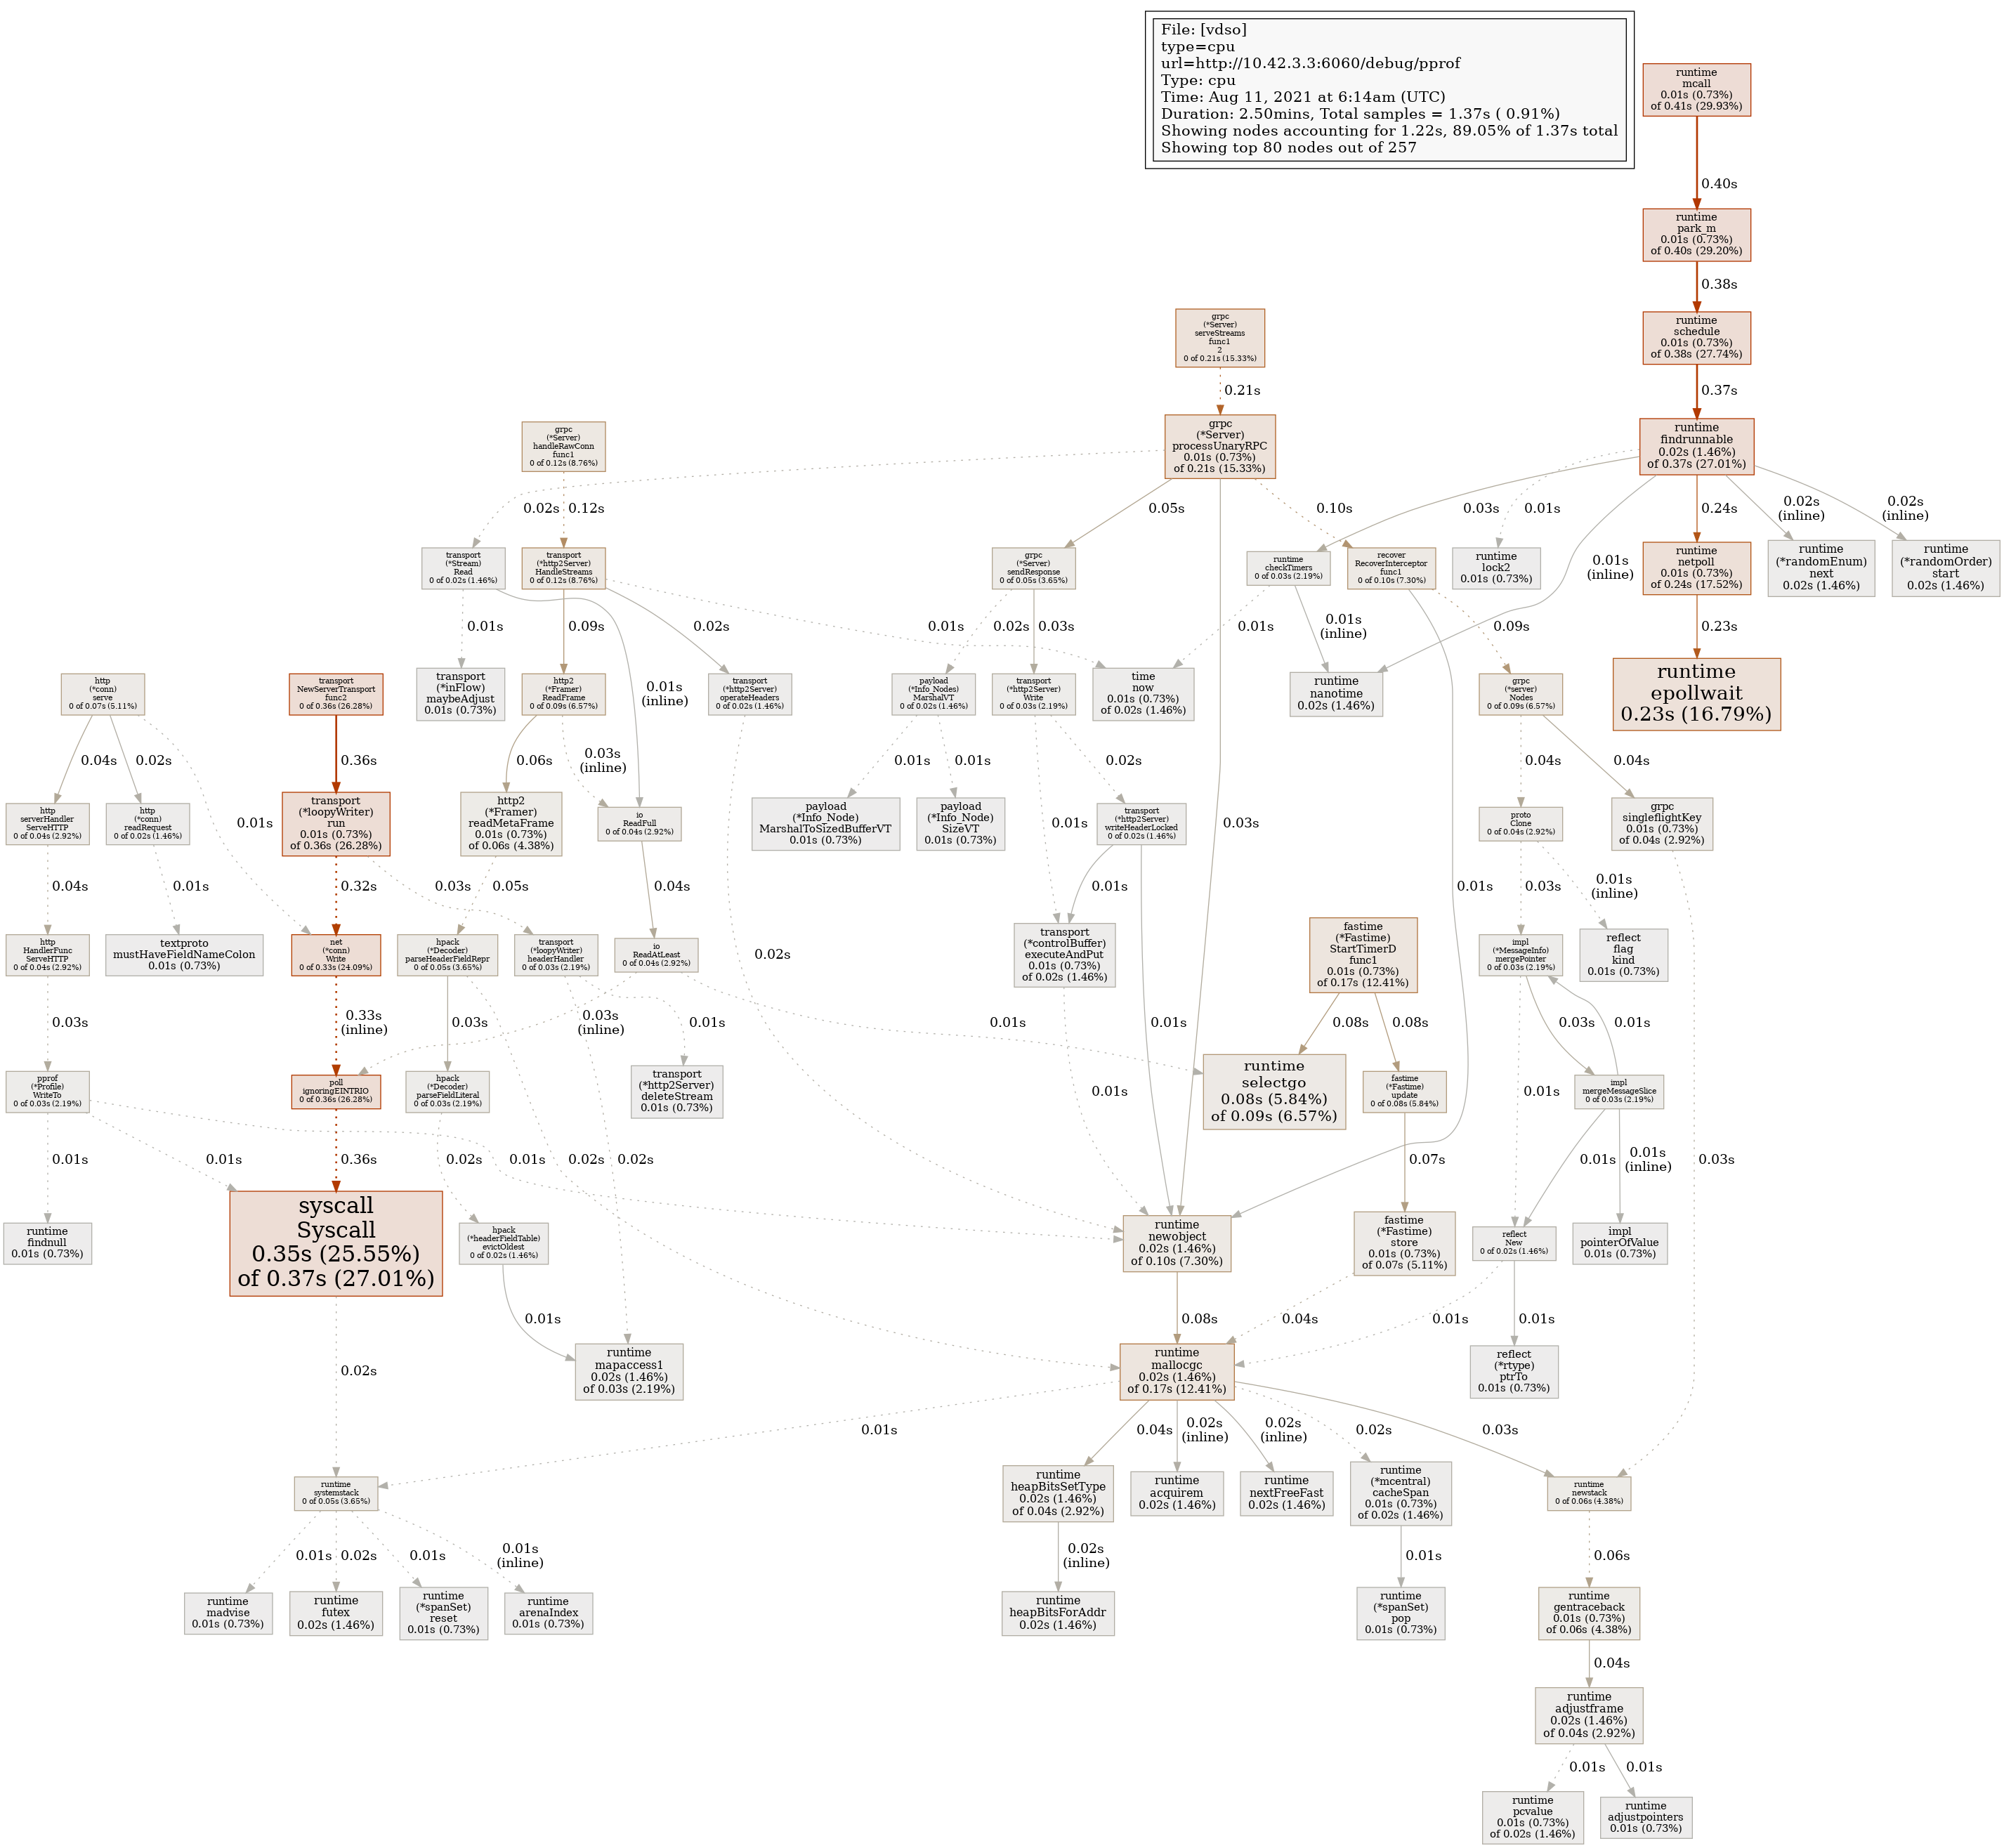 File: [vdso]
type=cpu
url=http://10.42.3.3:6060/debug/pprof
Type: cpu
Time: Aug 11, 2021 at 6:14am (UTC)
Duration: 2.50mins, Total samples = 1.37s ( 0.91%)
Showing nodes accounting for 1.22s, 89.05% of 1.37s total
Showing top 80 nodes out of 257
runtime
mcall
0.01s (0.73%)
of 0.41s (29.93%)
0.40s
runtime
park_m
0.01s (0.73%)
of 0.40s (29.20%)
0.38s
grpc
(*Server)
serveStreams
func1
2
0 of 0.21s (15.33%)
runtime
schedule
0.01s (0.73%)
of 0.38s (27.74%)
0.21s
0.37s
grpc
(*Server)
handleRawConn
func1
0 of 0.12s (8.76%)
grpc
(*Server)
processUnaryRPC
0.01s (0.73%)
of 0.21s (15.33%)
runtime
findrunnable
0.02s (1.46%)
of 0.37s (27.01%)
0.02s
0.12s
0.05s
0.10s
0.03s
0.01s
0.24s
0.02s
(inline)
0.02s
(inline)
transport
(*Stream)
Read
0 of 0.02s (1.46%)
transport
(*http2Server)
HandleStreams
0 of 0.12s (8.76%)
grpc
(*Server)
sendResponse
0 of 0.05s (3.65%)
runtime
checkTimers
0 of 0.03s (2.19%)
recover
RecoverInterceptor
func1
0 of 0.10s (7.30%)
runtime
lock2
0.01s (0.73%)
0.01s
(inline)
runtime
netpoll
0.01s (0.73%)
of 0.24s (17.52%)
runtime
(*randomEnum)
next
0.02s (1.46%)
runtime
(*randomOrder)
start
0.02s (1.46%)
0.01s
0.09s
0.02s
0.01s
0.02s
0.03s
0.01s
0.01s
(inline)
0.09s
0.23s
http
(*conn)
serve
0 of 0.07s (5.11%)
transport
NewServerTransport
func2
0 of 0.36s (26.28%)
transport
(*inFlow)
maybeAdjust
0.01s (0.73%)
http2
(*Framer)
ReadFrame
0 of 0.09s (6.57%)
0.01s
(inline)
transport
(*http2Server)
operateHeaders
0 of 0.02s (1.46%)
payload
(*Info_Nodes)
MarshalVT
0 of 0.02s (1.46%)
transport
(*http2Server)
Write
0 of 0.03s (2.19%)
time
now
0.01s (0.73%)
of 0.02s (1.46%)
runtime
nanotime
0.02s (1.46%)
grpc
(*server)
Nodes
0 of 0.09s (6.57%)
runtime
epollwait
0.23s (16.79%)
0.04s
0.02s
0.36s
0.06s
0.03s
(inline)
0.01s
0.01s
0.02s
0.04s
0.04s
http
serverHandler
ServeHTTP
0 of 0.04s (2.92%)
http
(*conn)
readRequest
0 of 0.02s (1.46%)
0.01s
transport
(*loopyWriter)
run
0.01s (0.73%)
of 0.36s (26.28%)
http2
(*Framer)
readMetaFrame
0.01s (0.73%)
of 0.06s (4.38%)
io
ReadFull
0 of 0.04s (2.92%)
payload
(*Info_Node)
MarshalToSizedBufferVT
0.01s (0.73%)
payload
(*Info_Node)
SizeVT
0.01s (0.73%)
0.01s
transport
(*http2Server)
writeHeaderLocked
0 of 0.02s (1.46%)
0.03s
proto
Clone
0 of 0.04s (2.92%)
grpc
singleflightKey
0.01s (0.73%)
of 0.04s (2.92%)
0.04s
0.01s
0.32s
0.03s
0.05s
0.04s
0.01s
0.01s
0.03s
0.01s
(inline)
http
HandlerFunc
ServeHTTP
0 of 0.04s (2.92%)
textproto
mustHaveFieldNameColon
0.01s (0.73%)
net
(*conn)
Write
0 of 0.33s (24.09%)
hpack
(*Decoder)
parseHeaderFieldRepr
0 of 0.05s (3.65%)
transport
(*loopyWriter)
headerHandler
0 of 0.03s (2.19%)
io
ReadAtLeast
0 of 0.04s (2.92%)
0.02s
transport
(*controlBuffer)
executeAndPut
0.01s (0.73%)
of 0.02s (1.46%)
fastime
(*Fastime)
StartTimerD
func1
0.01s (0.73%)
of 0.17s (12.41%)
impl
(*MessageInfo)
mergePointer
0 of 0.03s (2.19%)
reflect
flag
kind
0.01s (0.73%)
0.03s
0.33s
(inline)
0.03s
0.03s
(inline)
0.01s
0.01s
0.01s
0.08s
0.08s
0.03s
0.01s
pprof
(*Profile)
WriteTo
0 of 0.03s (2.19%)
poll
ignoringEINTRIO
0 of 0.36s (26.28%)
hpack
(*Decoder)
parseFieldLiteral
0 of 0.03s (2.19%)
transport
(*http2Server)
deleteStream
0.01s (0.73%)
0.01s
runtime
selectgo
0.08s (5.84%)
of 0.09s (6.57%)
fastime
(*Fastime)
update
0 of 0.08s (5.84%)
0.01s
impl
mergeMessageSlice
0 of 0.03s (2.19%)
0.01s
0.01s
0.36s
0.02s
0.01s
0.02s
0.02s
0.07s
0.01s
0.01s
(inline)
0.03s
runtime
findnull
0.01s (0.73%)
syscall
Syscall
0.35s (25.55%)
of 0.37s (27.01%)
hpack
(*headerFieldTable)
evictOldest
0 of 0.02s (1.46%)
runtime
newobject
0.02s (1.46%)
of 0.10s (7.30%)
fastime
(*Fastime)
store
0.01s (0.73%)
of 0.07s (5.11%)
reflect
New
0 of 0.02s (1.46%)
impl
pointerOfValue
0.01s (0.73%)
0.02s
0.01s
0.08s
0.04s
0.01s
0.01s
runtime
mapaccess1
0.02s (1.46%)
of 0.03s (2.19%)
runtime
mallocgc
0.02s (1.46%)
of 0.17s (12.41%)
reflect
(*rtype)
ptrTo
0.01s (0.73%)
0.01s
0.04s
0.02s
(inline)
0.02s
(inline)
0.02s
0.03s
runtime
systemstack
0 of 0.05s (3.65%)
runtime
heapBitsSetType
0.02s (1.46%)
of 0.04s (2.92%)
runtime
acquirem
0.02s (1.46%)
runtime
nextFreeFast
0.02s (1.46%)
runtime
(*mcentral)
cacheSpan
0.01s (0.73%)
of 0.02s (1.46%)
runtime
newstack
0 of 0.06s (4.38%)
0.01s
0.02s
0.01s
0.01s
(inline)
0.02s
(inline)
0.01s
0.06s
runtime
madvise
0.01s (0.73%)
runtime
futex
0.02s (1.46%)
runtime
(*spanSet)
reset
0.01s (0.73%)
runtime
arenaIndex
0.01s (0.73%)
runtime
heapBitsForAddr
0.02s (1.46%)
runtime
(*spanSet)
pop
0.01s (0.73%)
runtime
gentraceback
0.01s (0.73%)
of 0.06s (4.38%)
0.04s
runtime
adjustframe
0.02s (1.46%)
of 0.04s (2.92%)
0.01s
0.01s
runtime
pcvalue
0.01s (0.73%)
of 0.02s (1.46%)
runtime
adjustpointers
0.01s (0.73%)